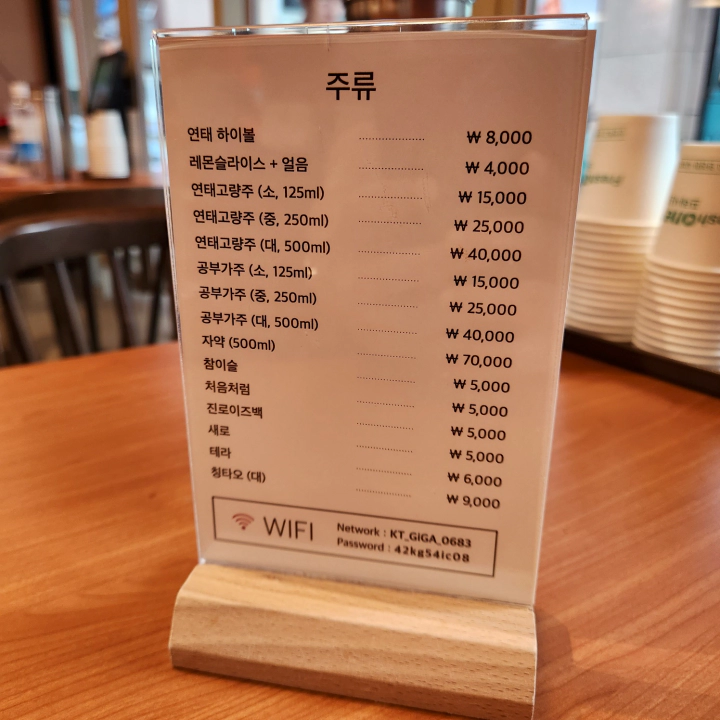 주류
연태 하이볼 ₩ 8,000
레몬슬라이스 + 얼음 ₩ 4,000
연태고량주 (소, 125ml) ₩ 15,000
연태고량주 (중, 250ml) ₩ 25,000
연태고량주 (대, 500ml) ₩ 40,000
공부가주 (소, 125ml) ₩ 15,000
공부가주 (중, 250ml) ₩ 25,000
공부가주 (대, 500ml) ₩ 40,000
자약 (500ml) ₩ 70,000
참이슬 ₩ 5,000
처음처럼 ₩ 5,000
진로이즈백 ₩ 5,000
새로 ₩ 5,000
테라 ₩ 6,000
칭타오 (대) ₩ 9,000
WIFI
Network : KT_GIGA_0683
Password : 42kg54ic08